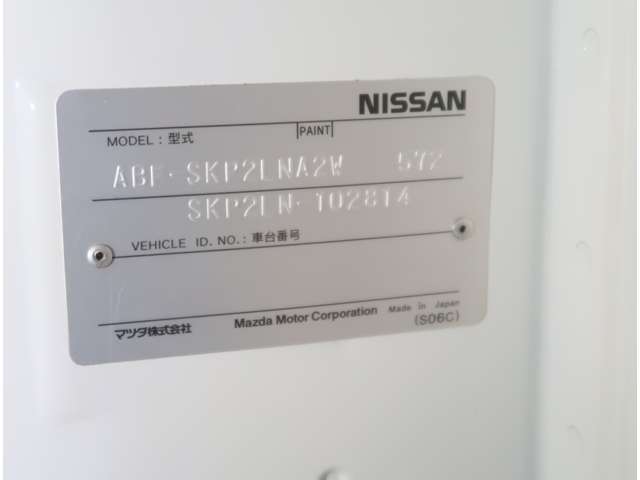 NISSAN
MODEL : 型式 PAINT
ABF-SKP2LNA2W 572
SKP2LN-102814
VEHICLE ID. NO. : 車台番号
マツダ株式会社 Mazda Motor Corporation Made in Japan
(S06C)